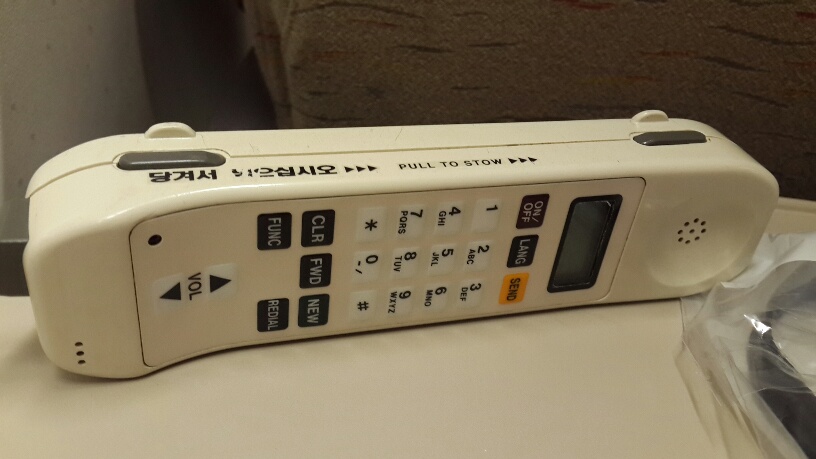 당겨서 넣으십시오 ▶▶▶ PULL TO STOW ▶▶▶
ON/OFF LANG SEND
1 2 ABC 3 DEF
4 GHI 5 JKL 6 MNO
7 PQRS 8 TUV 9 WXYZ
* 0 #
CLR FWD NEW
FUNC REDIAL
▲ VOL ▼